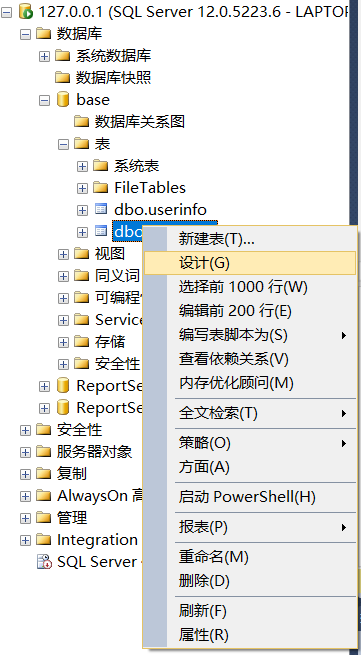 127.0.0.1 (SQL Server 12.0.5223.6 - LAPTOP
数据库
系统数据库
数据库快照
base
数据库关系图
表
系统表
FileTables
dbo.userinfo
dbo
视图
同义词
可编程
Service
存储
安全性
ReportSe
ReportSe
安全性
服务器对象
复制
AlwaysOn 高
管理
Integration
SQL Server
新建表(T)...
设计(G)
选择前 1000 行(W)
编辑前 200 行(E)
编写表脚本为(S)
查看依赖关系(V)
内存优化顾问(M)
全文检索(T)
策略(O)
方面(A)
启动 PowerShell(H)
报表(P)
重命名(M)
删除(D)
刷新(F)
属性(R)